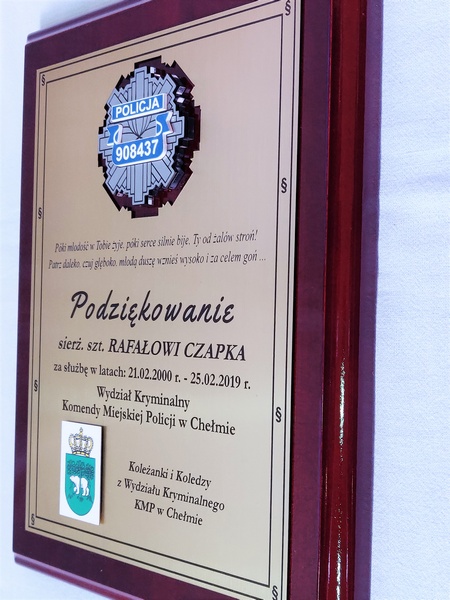 POLICJA
908437
Póki młodość w Tobie żyje, póki serce silnie bije, Ty od żalów stroń!
Patrz daleko, czuj głęboko, młodą duszę wznieś wysoko i za celem goń ...
Podziękowanie
sierż. szt. RAFAŁOWI CZAPKA
za służbę w latach: 21.02.2000 r. - 25.02.2019 r.
Wydział Kryminalny
Komendy Miejskiej Policji w Chełmie
Koleżanki i Koledzy
z Wydziału Kryminalnego
KMP w Chełmie